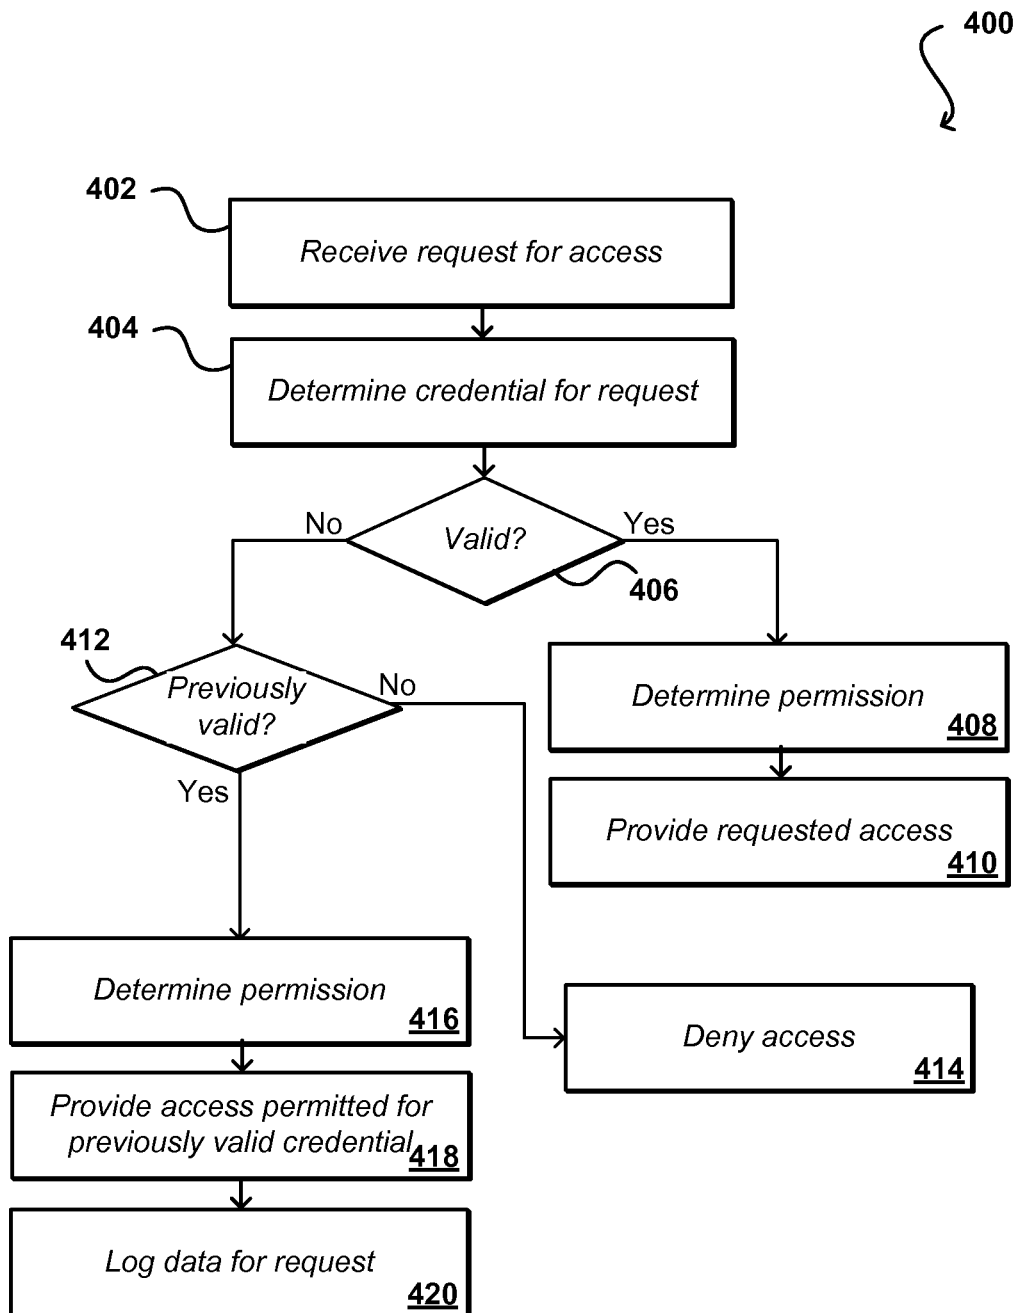 400
402
Receive request for access
404
Determine credential for request
No
Valid?
Yes
406
412
Previously
valid?
No
Yes
Determine permission
408
Provide requested access
410
Determine permission
416
Deny access
414
Provide access permitted for
previously valid credential
418
Log data for request
420